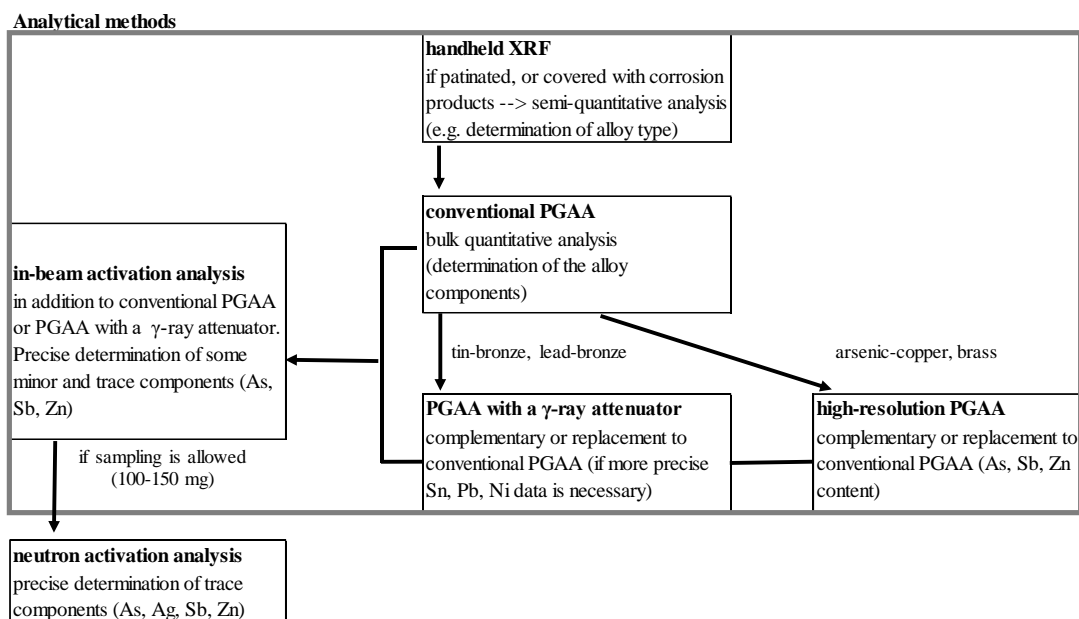 Analytical methods
handheld XRF
if patinated, or covered with corrosion
products --> semi-quantitative analysis
(e.g. determination of alloy type)
conventional PGAA
bulk quantitative analysis
(determination of the alloy
components)
in-beam activation analysis
in addition to conventional PGAA
or PGAA with a γ-ray attenuator.
Precise determination of some
minor and trace components (As,
Sb, Zn)
tin-bronze, lead-bronze
arsenic-copper, brass
PGAA with a γ-ray attenuator
complementary or replacement to
conventional PGAA (if more precise
Sn, Pb, Ni data is necessary)
high-resolution PGAA
complementary or replacement to
conventional PGAA (As, Sb, Zn
content)
if sampling is allowed
(100-150 mg)
neutron activation analysis
precise determination of trace
components (As, Ag, Sb, Zn)